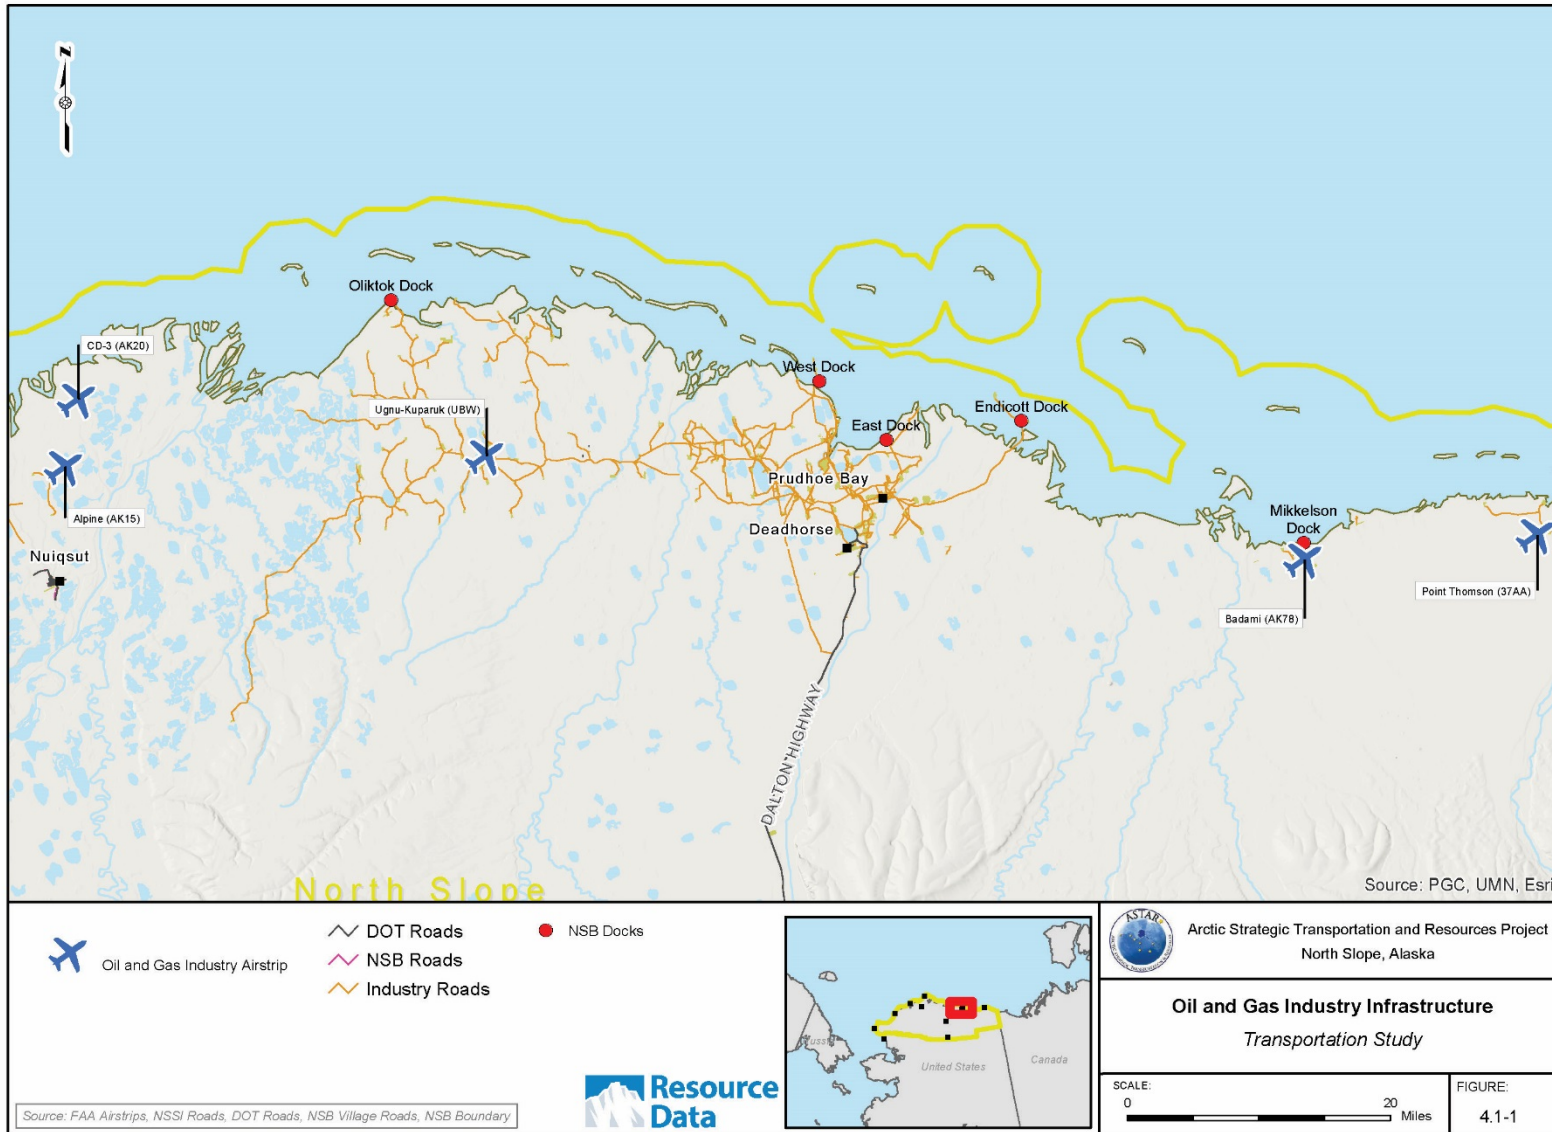 N
Oliktok Dock
CD-3 (AK20)
West Dock
Ugnu-Kuparuk (UBW)
Endicott Dock
East Dock
Prudhoe Bay
Alpine (AK15)
Deadhorse
Mikkelson
Dock
Nuiqsut
Point Thomson (37AA)
Badami (AK78)
DALTON HIGHWAY
North Slope
Source: PGC, UMN, Esri
Oil and Gas Industry Airstrip
DOT Roads
NSB Roads
Industry Roads
NSB Docks
Source: FAA Airstrips, NSSI Roads, DOT Roads, NSB Village Roads, NSB Boundary
Resource
Data
United States
Canada
ASTAR
Arctic Strategic Transportation and Resources Project
North Slope, Alaska
Oil and Gas Industry Infrastructure
Transportation Study
SCALE:
0 20
Miles
FIGURE:
4.1-1